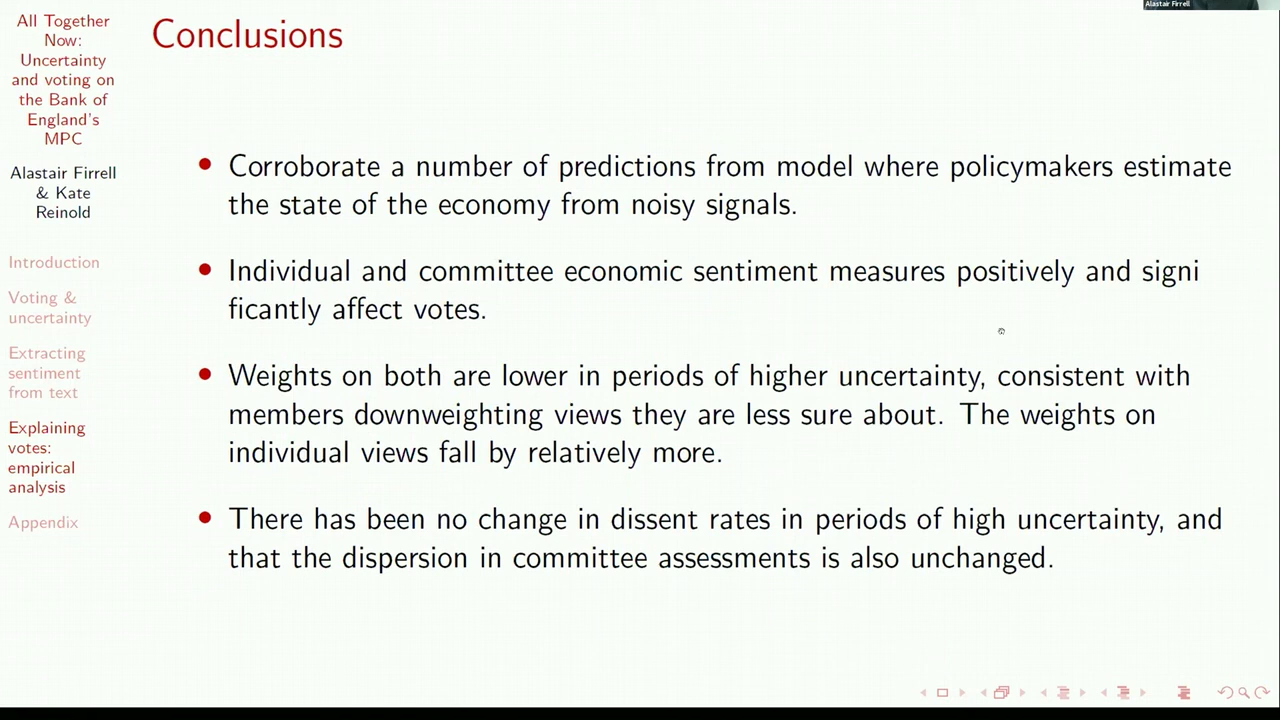 Alastair Firrell
All Together
Now:
Uncertainty
and voting on
the Bank of
England's
MPC
Alastair Firrell
& Kate
Reinold
Introduction
Voting &
uncertainty
Extracting
sentiment
from text
Explaining
votes:
empirical
analysis
Appendix
Conclusions
• Corroborate a number of predictions from model where policymakers estimate
the state of the economy from noisy signals.
• Individual and committee economic sentiment measures positively and signi
ficantly affect votes.
• Weights on both are lower in periods of higher uncertainty, consistent with
members downweighting views they are less sure about. The weights on
individual views fall by relatively more.
• There has been no change in dissent rates in periods of high uncertainty, and
that the dispersion in committee assessments is also unchanged.